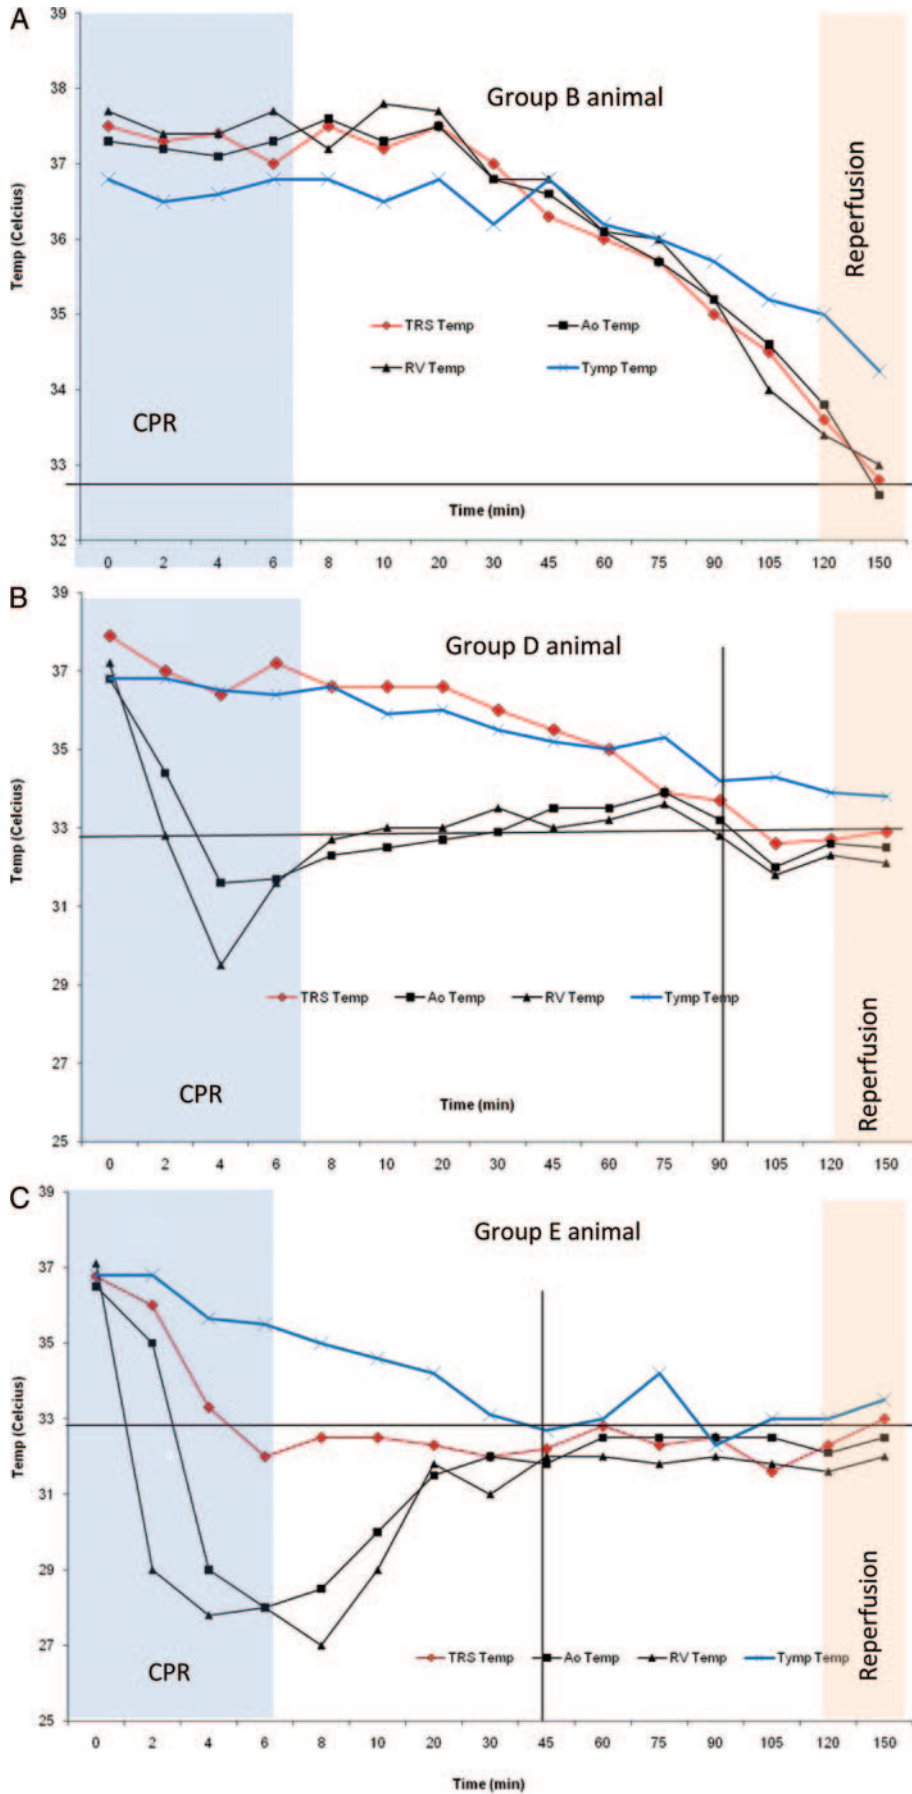 A
39
38
37
36
35
34
33
32
Temp (Celcius)
Group B animal
Reperfusion
TRS Temp
Ao Temp
RV Temp
Tymp Temp
CPR
Time (min)
0 2 4 6 8 10 20 30 45 60 75 90 105 120 150
B
39
37
35
33
31
29
27
25
Temp (Celcius)
Group D animal
TRS Temp Ao Temp RV Temp Tymp Temp
CPR
Time (min)
Reperfusion
0 2 4 6 8 10 20 30 45 60 75 90 105 120 150
C
39
37
35
33
31
29
27
25
Temp (Celcius)
Group E animal
TRS Temp Ao Temp RV Temp Tymp Temp
CPR
Reperfusion
0 2 4 6 8 10 20 30 45 60 75 90 105 120 150
Time (min)